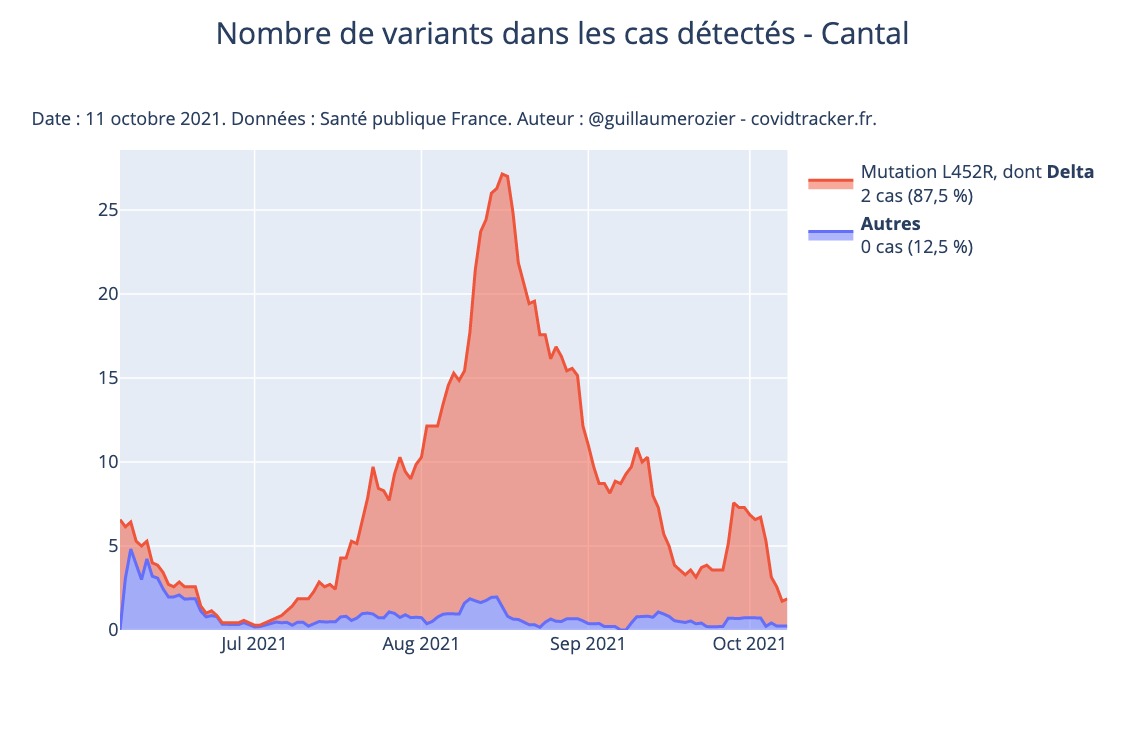 Nombre de variants dans les cas détectés - Cantal
Date : 11 octobre 2021. Données : Santé publique France. Auteur : @guillaumerozier - covidtracker.fr.
Mutation L452R, dont Delta
2 cas (87,5 %)
Autres
0 cas (12,5 %)
25
20
15
10
5
0
Jul 2021
Aug 2021
Sep 2021
Oct 2021